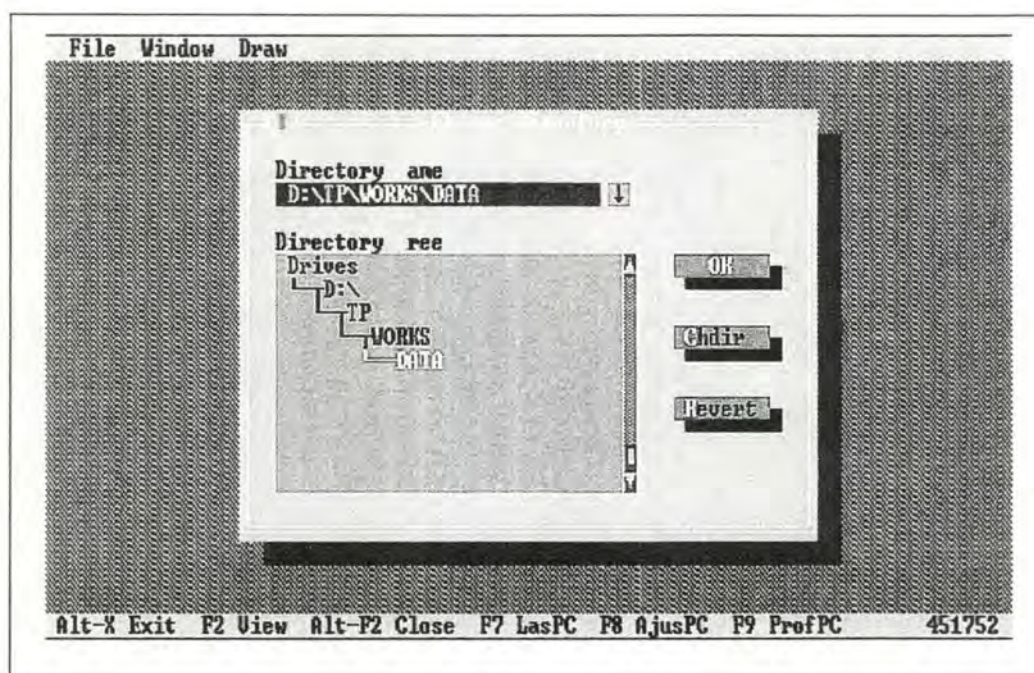 File Window Draw
Directory ame
D:\TP\WORKS\DATA
Directory ree
Drives
D:\
TP
WORKS
DATA
OK
Chdir
Revert
Alt-X Exit F2 View Alt-F2 Close F7 LasPC F8 AjusPC F9 ProfPC 451752